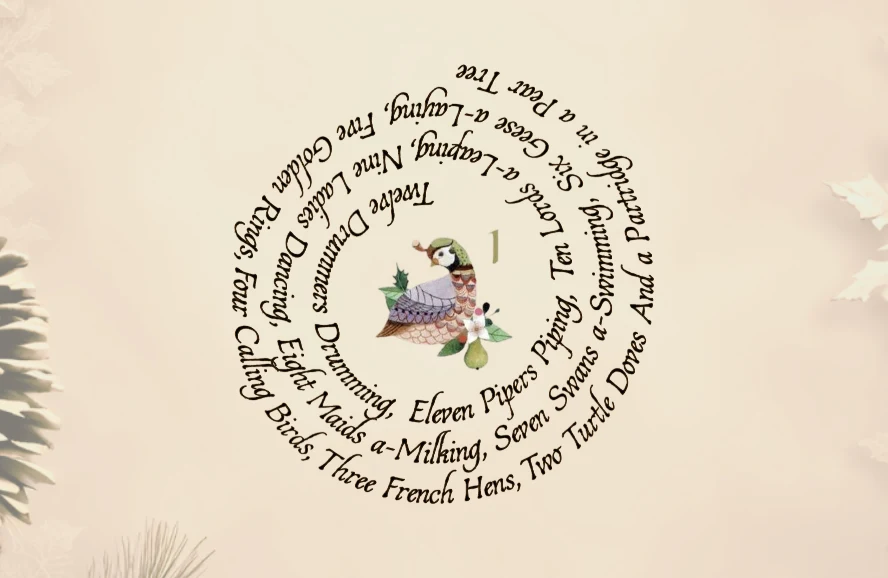 Twelve Drummers Drumming, Eleven Pipers Piping, Ten Lords a-Leaping, Nine Ladies Dancing, Eight Maids a-Milking, Seven Swans a-Swimming, Six Geese a-Laying, Five Golden Rings, Four Calling Birds, Three French Hens, Two Turtle Doves And a Partridge in a Pear Tree
1